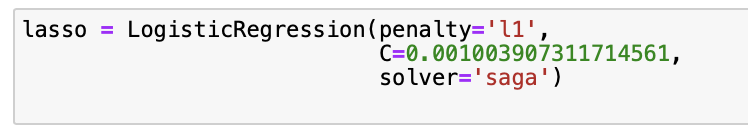 lasso = LogisticRegression(penalty='l1',
C=0.001003907311714561,
solver='saga')